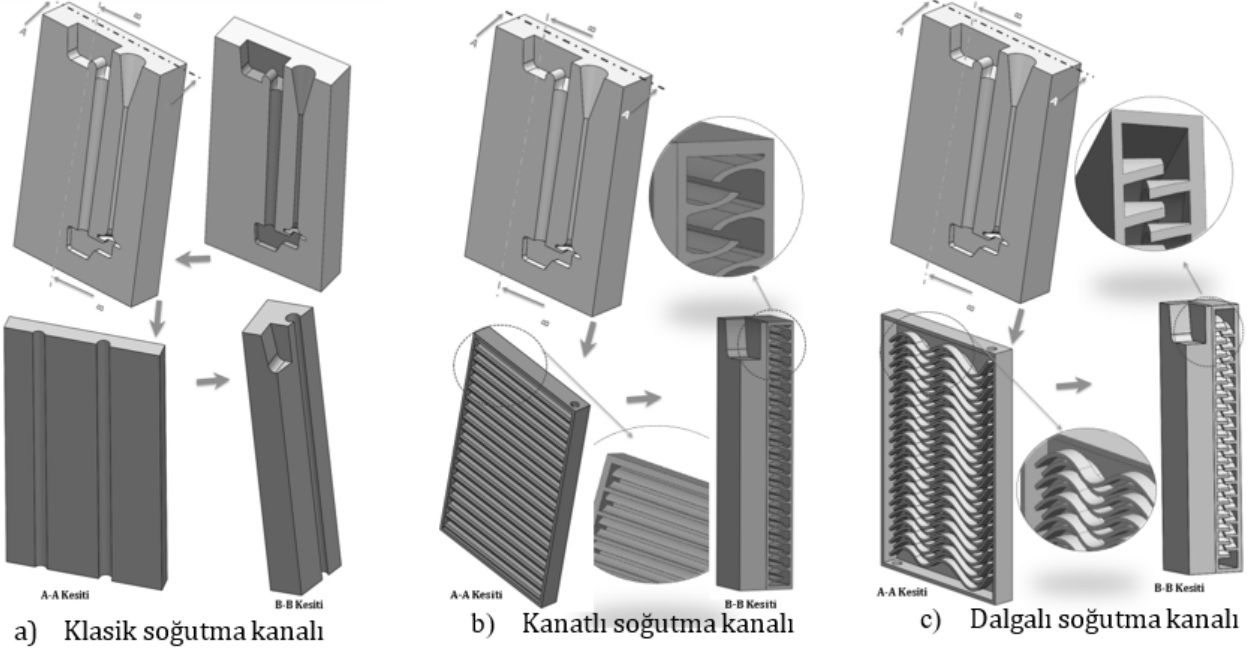 A
B
A
B
A
B
A
B
A
B
A
B
A-A Kesiti
B-B Kesiti
A-A Kesiti
B-B Kesiti
A-A Kesiti
B-B Kesiti
a) Klasik soğutma kanalı
b) Kanatlı soğutma kanalı
c) Dalgalı soğutma kanalı